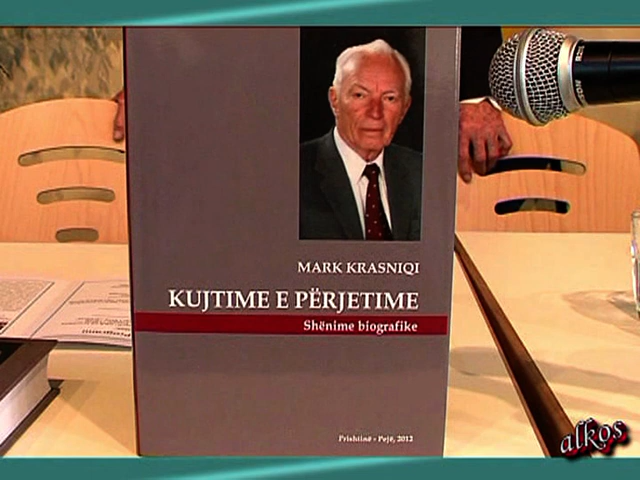 MARK KRASNIQI
KUJTIME E PËRJETIME
Shënime biografike
Prishtinë - Pejë, 2012
alkos